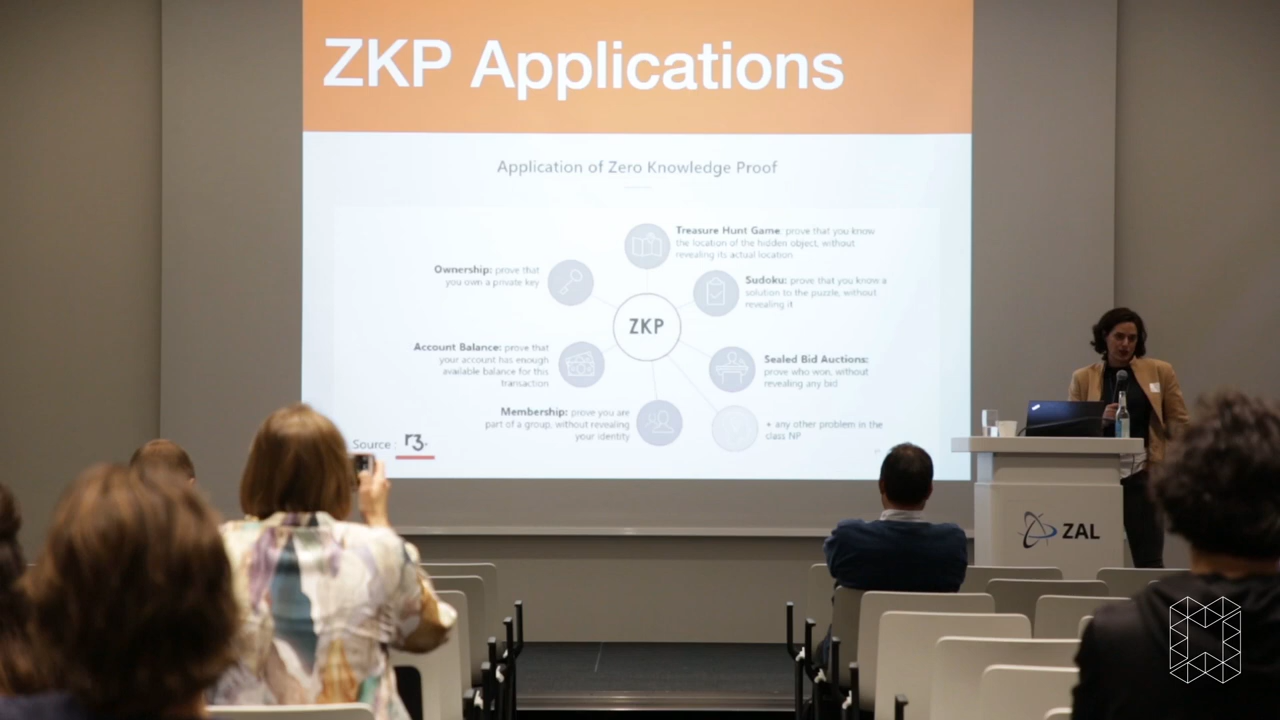 ZKP Applications
Application of Zero Knowledge Proof
Treasure Hunt Game: prove that you know
the location of the hidden object, without
revealing its actual location
Ownership: prove that
you own a private key
Sudoku: prove that you know a
solution to the puzzle, without
revealing it
ZKP
Account Balance: prove that
your account has enough
available balance for this
transaction
Sealed Bid Auctions:
prove who won, without
revealing any bid
Membership: prove you are
part of a group, without revealing
your identity
+ any other problem in the
class NP
Source : r3.
ZAL